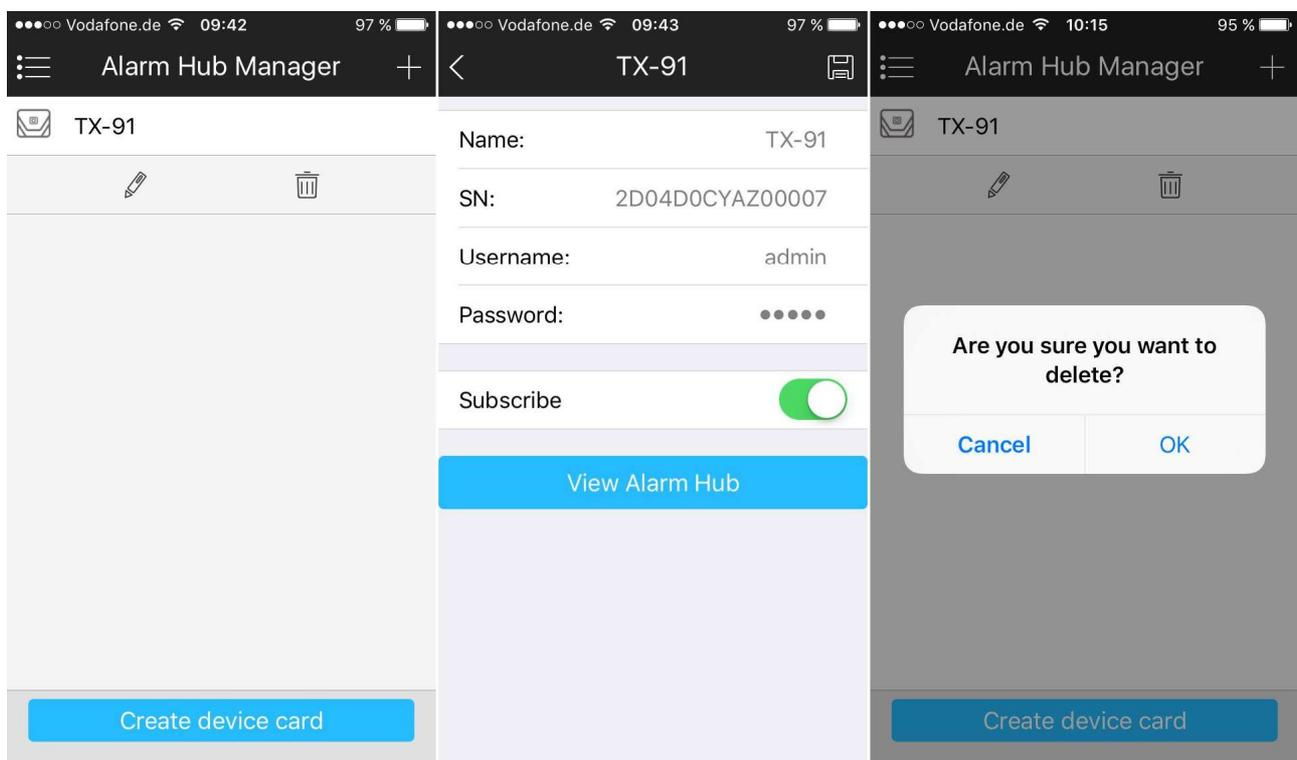 ●●●○○ Vodafone.de 09:42 97 %
Alarm Hub Manager
TX-91
Create device card
●●●○○ Vodafone.de 09:43 97 %
TX-91
Name: TX-91
SN: 2D04D0CYAZ00007
Username: admin
Password: ●●●●●
Subscribe
View Alarm Hub
●●●○○ Vodafone.de 10:15 95 %
Alarm Hub Manager
TX-91
Are you sure you want to
delete?
Cancel OK
Create device card